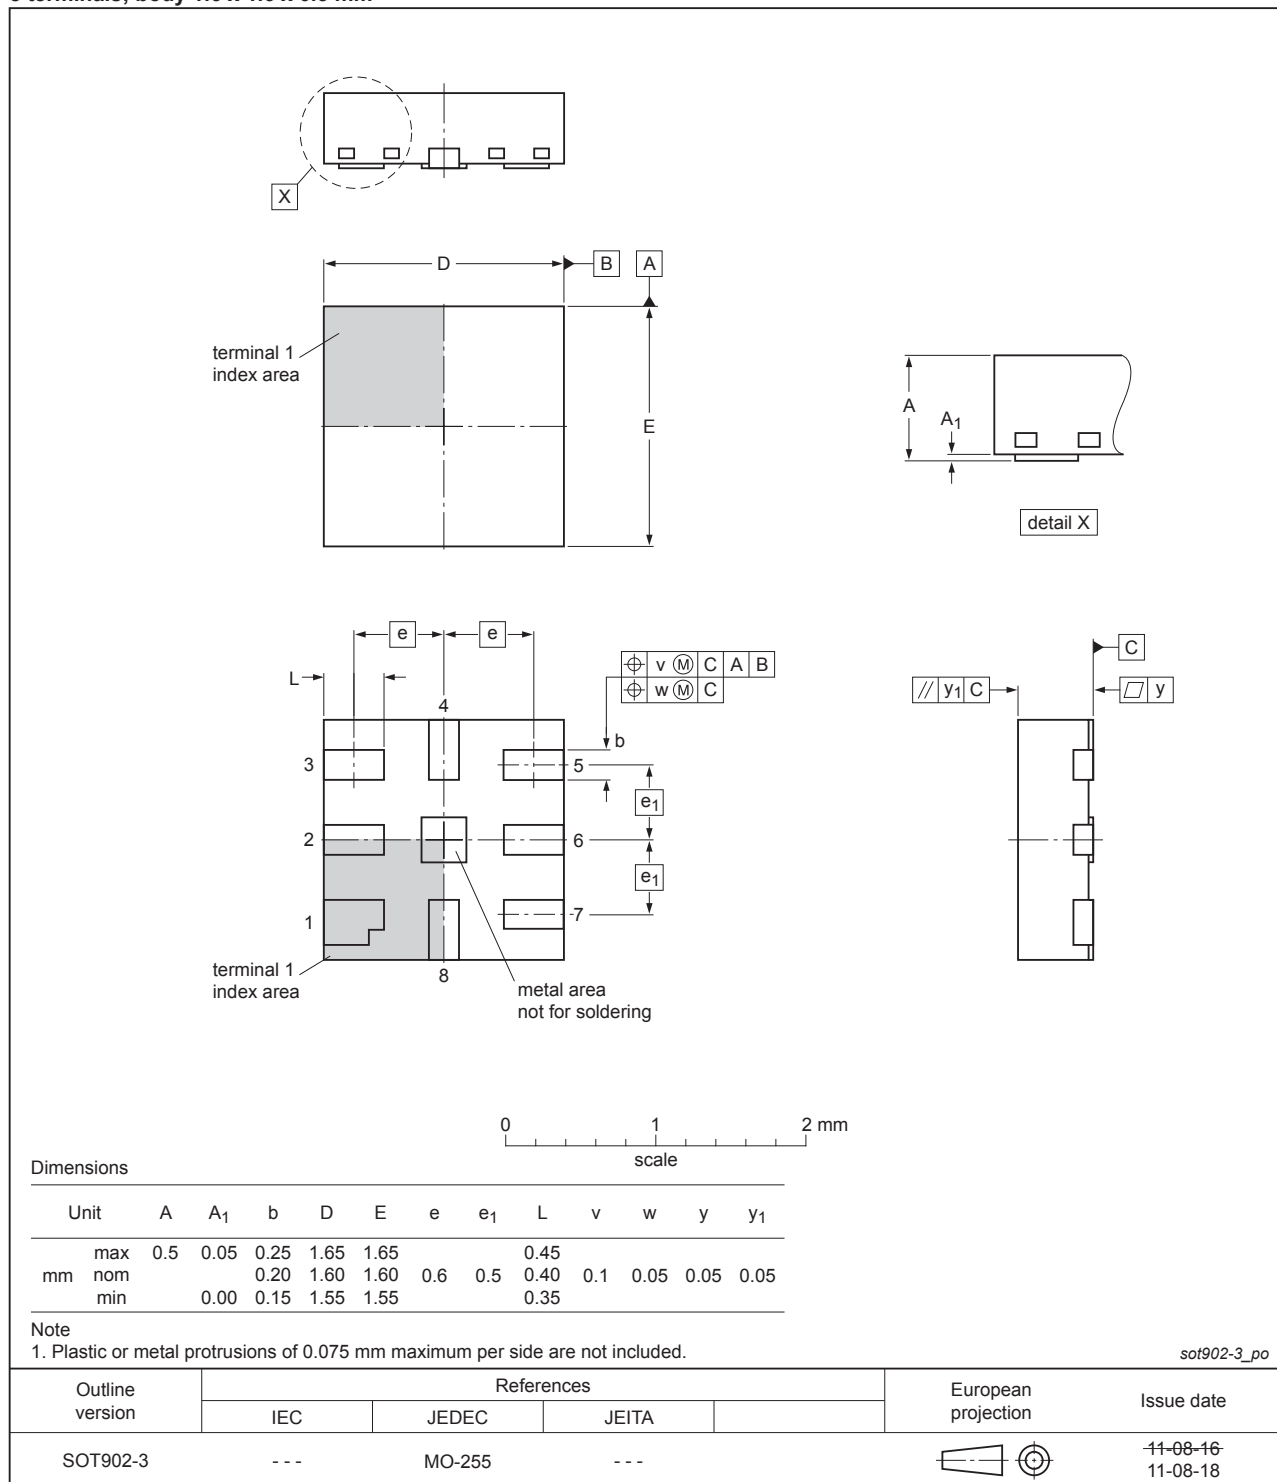 X
D
B A
terminal 1
index area
E
A
A1
detail X
e e
v M C A B
w M C
L
C
y1 C
y
4
b
3
5
e1
2
6
e1
1
7
terminal 1
index area
8
metal area
not for soldering
0 1 2 mm
scale
Dimensions
Unit A A1 b D E e e1 L v w y y1
max 0.5 0.05 0.25 1.65 1.65 0.45
mm nom 0.20 1.60 1.60 0.6 0.5 0.40 0.1 0.05 0.05 0.05
min 0.00 0.15 1.55 1.55 0.35
Note
1. Plastic or metal protrusions of 0.075 mm maximum per side are not included.
sot902-3_po
Outline version
References
European projection
Issue date
IEC JEDEC JEITA
SOT902-3 - - - MO-255 - - -
11-08-16
11-08-18